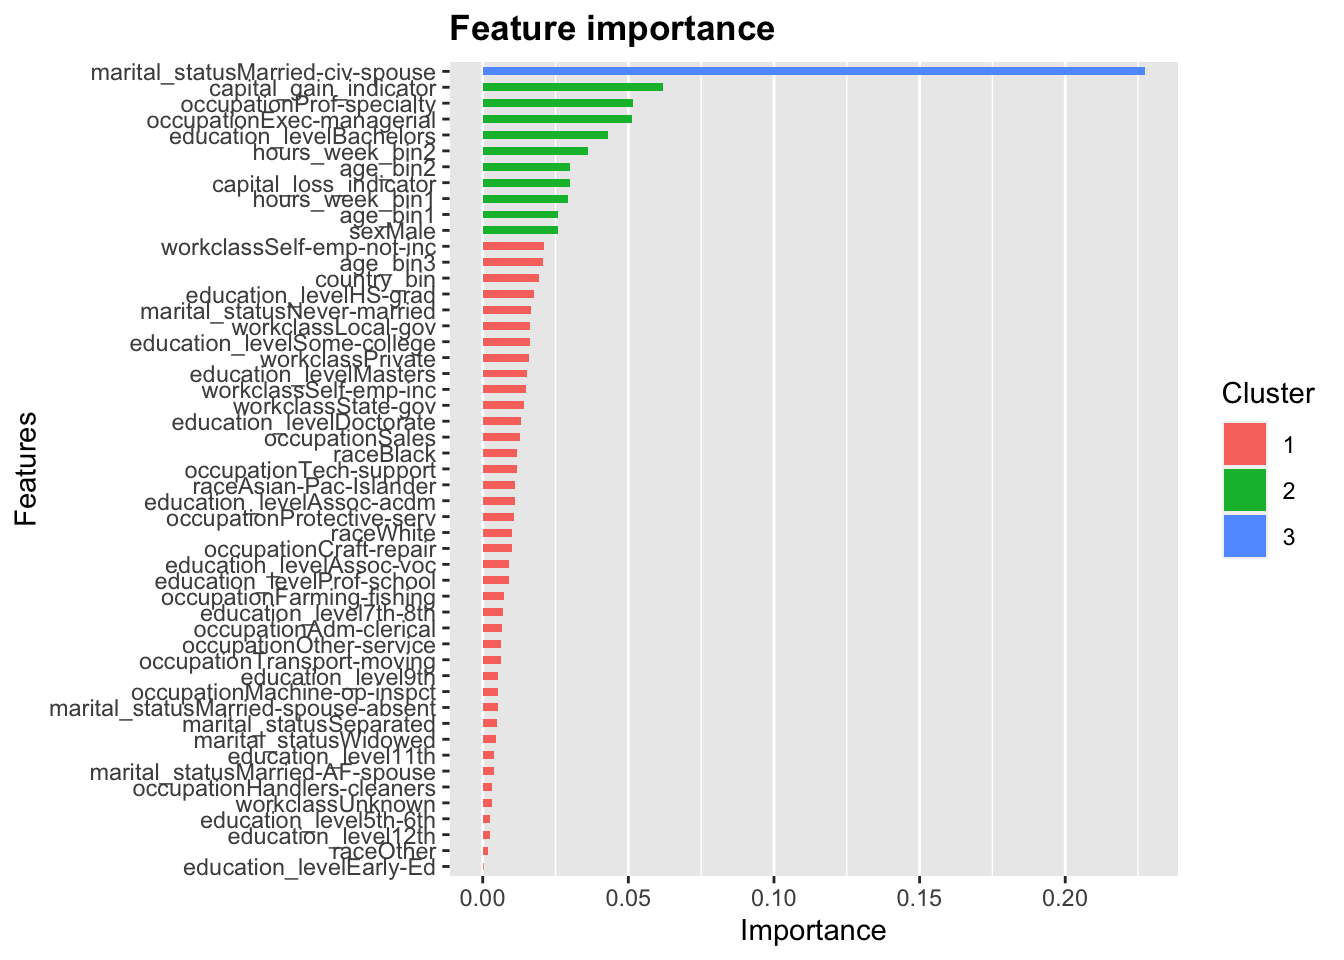 Feature importance
marital_statusMarried-civ-spouse
capital_gain_indicator
occupationProf-specialty
occupationExec-managerial
education_levelBachelors
hours_week_bin2
age_bin2
capital_loss_indicator
hours_week_bin1
age_bin1
sexMale
workclassSelf-emp-not-inc
age_bin3
country_bin
education_levelHS-grad
marital_statusNever-married
workclassLocal-gov
education_levelSome-college
workclassPrivate
education_levelMasters
workclassSelf-emp-inc
workclassState-gov
education_levelDoctorate
occupationSales
raceBlack
occupationTech-support
raceAsian-Pac-Islander
education_levelAssoc-acdm
occupationProtective-serv
raceWhite
occupationCraft-repair
education_levelAssoc-voc
education_levelProf-school
occupationFarming-fishing
education_level7th-8th
occupationAdm-clerical
occupationOther-service
occupationTransport-moving
education_level9th
occupationMachine-op-inspct
marital_statusMarried-spouse-absent
marital_statusSeparated
marital_statusWidowed
education_level11th
marital_statusMarried-AF-spouse
occupationHandlers-cleaners
workclassUnknown
education_level5th-6th
education_level12th
raceOther
education_levelEarly-Ed
Features
0.00 0.05 0.10 0.15 0.20
Importance
Cluster
1
2
3